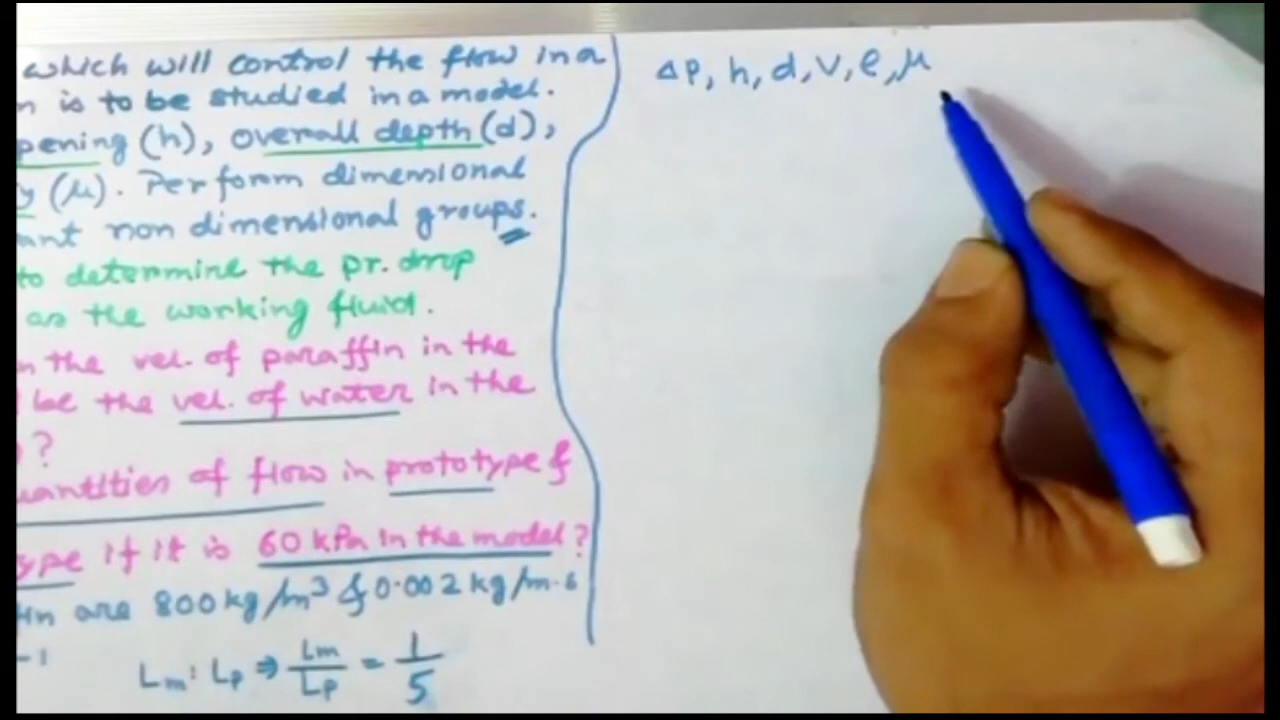 which will control the flow in a
n is to be studied in a model.
pening (h), overall depth (d),
y (μ). Perform dimensional
ant non dimensional groups.
to determine the pr. drop
as the working fluid.
n the vel. of paraffin in the
be the vel. of water in the
?
uantities of flow in prototype &
ype if it is 60 kPa in the model?
are 800 kg/m³ & 0.002 kg/m.s
-1
Lm : Lp ⇒ Lm/Lp = 1/5
ΔP, h, d, V, ρ, μ